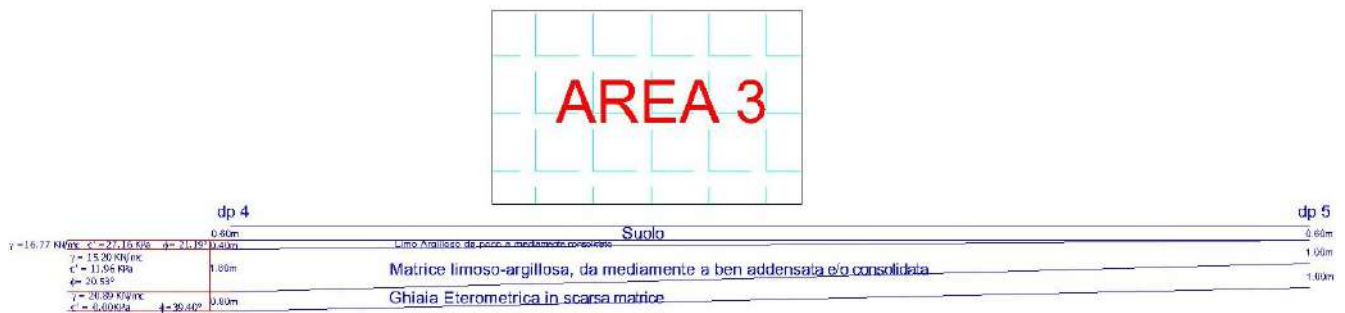 AREA 3
dp 4
dp 5
0.60m
Suolo
0.60m
γ =16.77 KN/mc c' =27.16 KPa ϕ= 21.19°
0.40m
Limo Argilloso da poco a mediamente consolidato
1.00m
γ = 15.20 KN/mc
c' = 11.96 KPa
ϕ= 20.53°
1.80m
Matrice limoso-argillosa, da mediamente a ben addensata e/o consolidata
1.00m
γ = 20.89 KN/mc
c' = 0.00KPa ϕ=39.40°
0.80m
Ghiaia Eterometrica in scarsa matrice